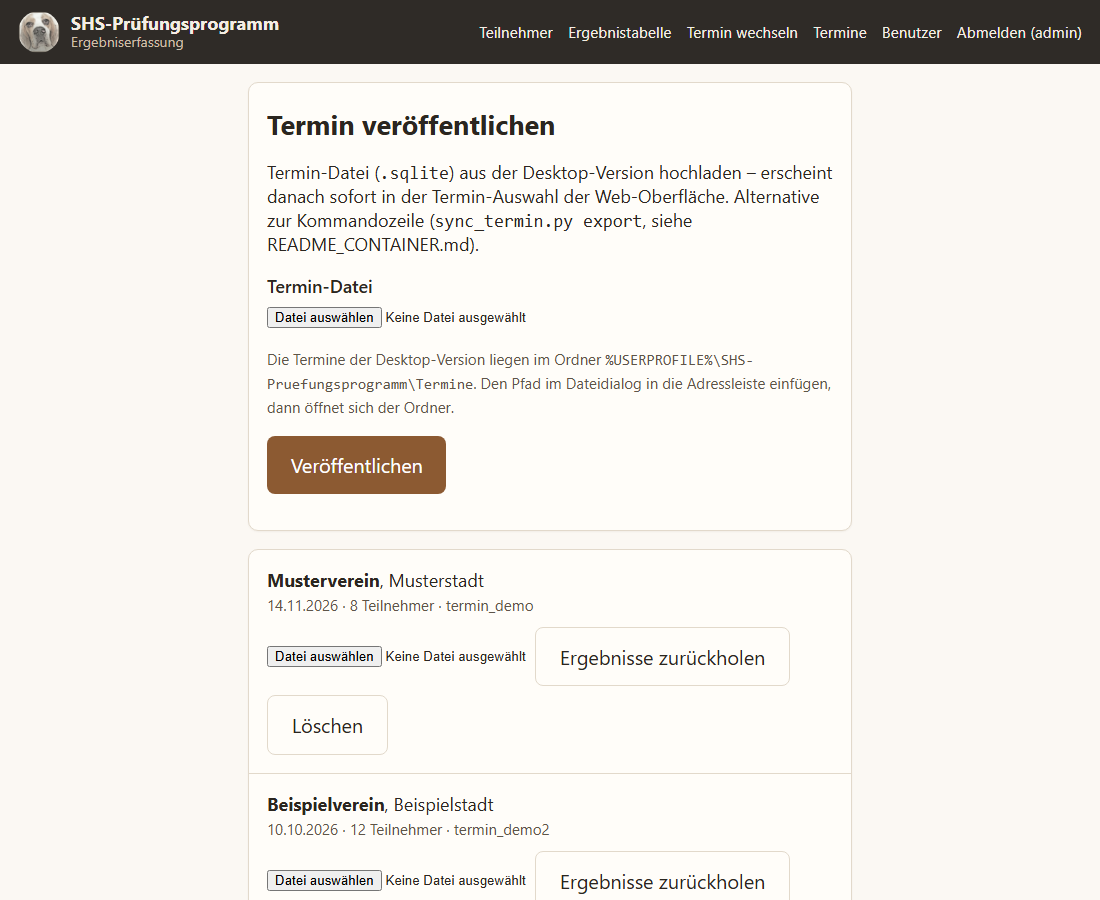 SHS-Prüfungsprogramm
Ergebniserfassung
Teilnehmer Ergebnistabelle Termin wechseln Termine Benutzer Abmelden (admin)
Termin veröffentlichen
Termin-Datei (.sqlite) aus der Desktop-Version hochladen – erscheint
danach sofort in der Termin-Auswahl der Web-Oberfläche. Alternative
zur Kommandozeile (sync_termin.py export, siehe
README_CONTAINER.md).
Termin-Datei
Datei auswählen Keine Datei ausgewählt
Die Termine der Desktop-Version liegen im Ordner %USERPROFILE%\SHS-
Pruefungsprogramm\Termine. Den Pfad im Dateidialog in die Adressleiste einfügen,
dann öffnet sich der Ordner.
Veröffentlichen
Musterverein, Musterstadt
14.11.2026 · 8 Teilnehmer · termin_demo
Datei auswählen Keine Datei ausgewählt Ergebnisse zurückholen
Löschen
Beispielverein, Beispielstadt
10.10.2026 · 12 Teilnehmer · termin_demo2
Datei auswählen Keine Datei ausgewählt Ergebnisse zurückholen